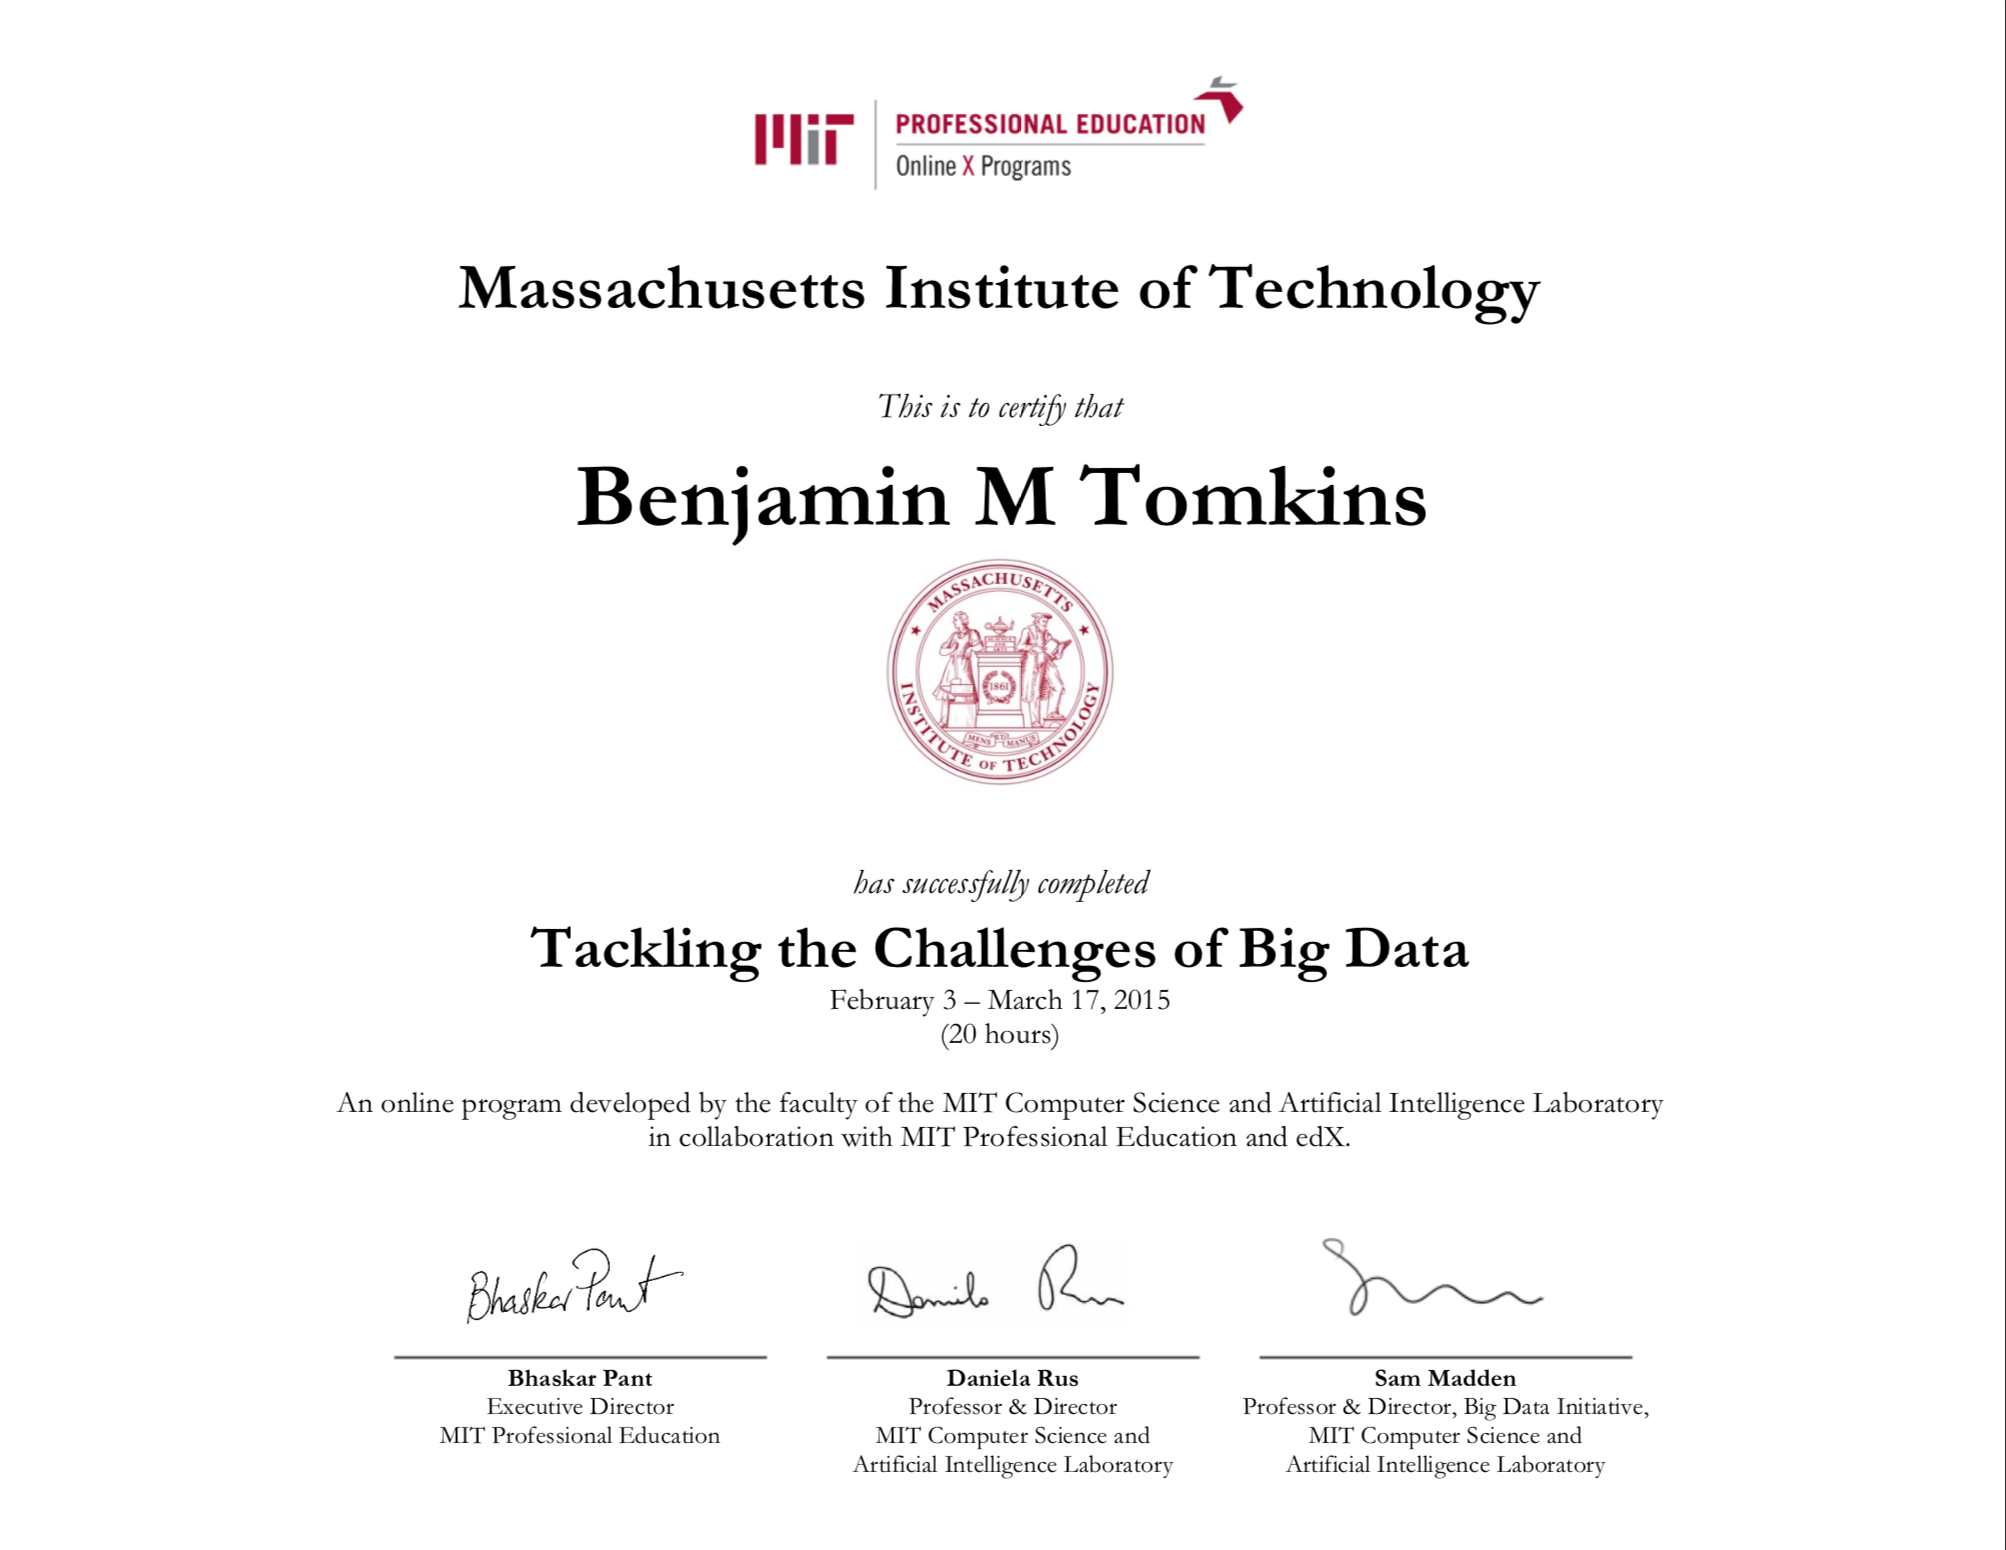 MIT
PROFESSIONAL EDUCATION
Online X Programs
Massachusetts Institute of Technology
This is to certify that
Benjamin M Tomkins
MASSACHUSETTS
SCIENCE
AND
ARTS
1861
MENS ET MANUS
INSTITUTE OF TECHNOLOGY
has successfully completed
Tackling the Challenges of Big Data
February 3 – March 17, 2015
(20 hours)
An online program developed by the faculty of the MIT Computer Science and Artificial Intelligence Laboratory
in collaboration with MIT Professional Education and edX.
Bhaskar Pant
Daniela Rus
Bhaskar Pant
Executive Director
MIT Professional Education
Daniela Rus
Professor & Director
MIT Computer Science and
Artificial Intelligence Laboratory
Sam Madden
Professor & Director, Big Data Initiative,
MIT Computer Science and
Artificial Intelligence Laboratory